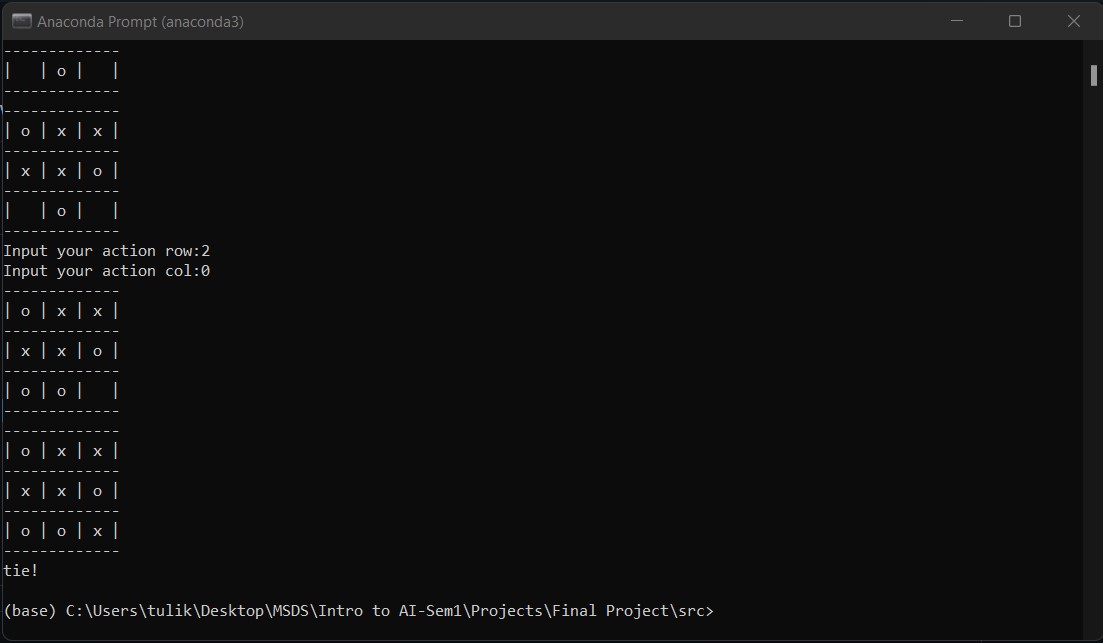 Anaconda Prompt (anaconda3)
-------------
|   | o |   |
-------------
-------------
| o | x | x |
-------------
| x | x | o |
-------------
|   | o |   |
-------------
Input your action row:2
Input your action col:0
-------------
| o | x | x |
-------------
| x | x | o |
-------------
| o | o |   |
-------------
-------------
| o | x | x |
-------------
| x | x | o |
-------------
| o | o | x |
-------------
tie!
(base) C:\Users\tulik\Desktop\MSDS\Intro to AI-Sem1\Projects\Final Project\src>